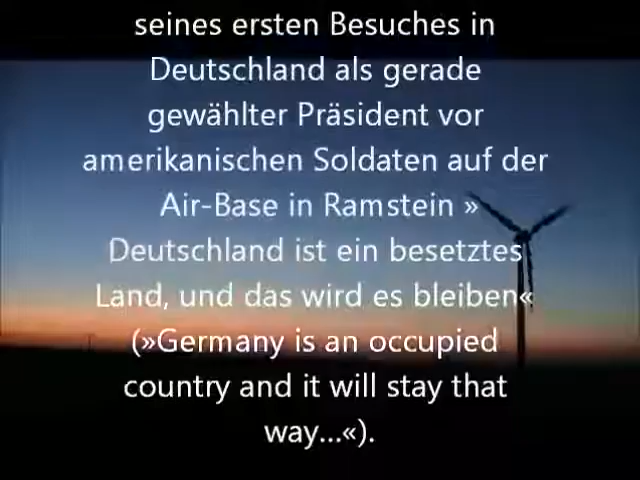 seines ersten Besuches in
Deutschland als gerade
gewählter Präsident vor
amerikanischen Soldaten auf der
Air-Base in Ramstein »
Deutschland ist ein besetztes
Land, und das wird es bleiben«
(»Germany is an occupied
country and it will stay that
way...«).